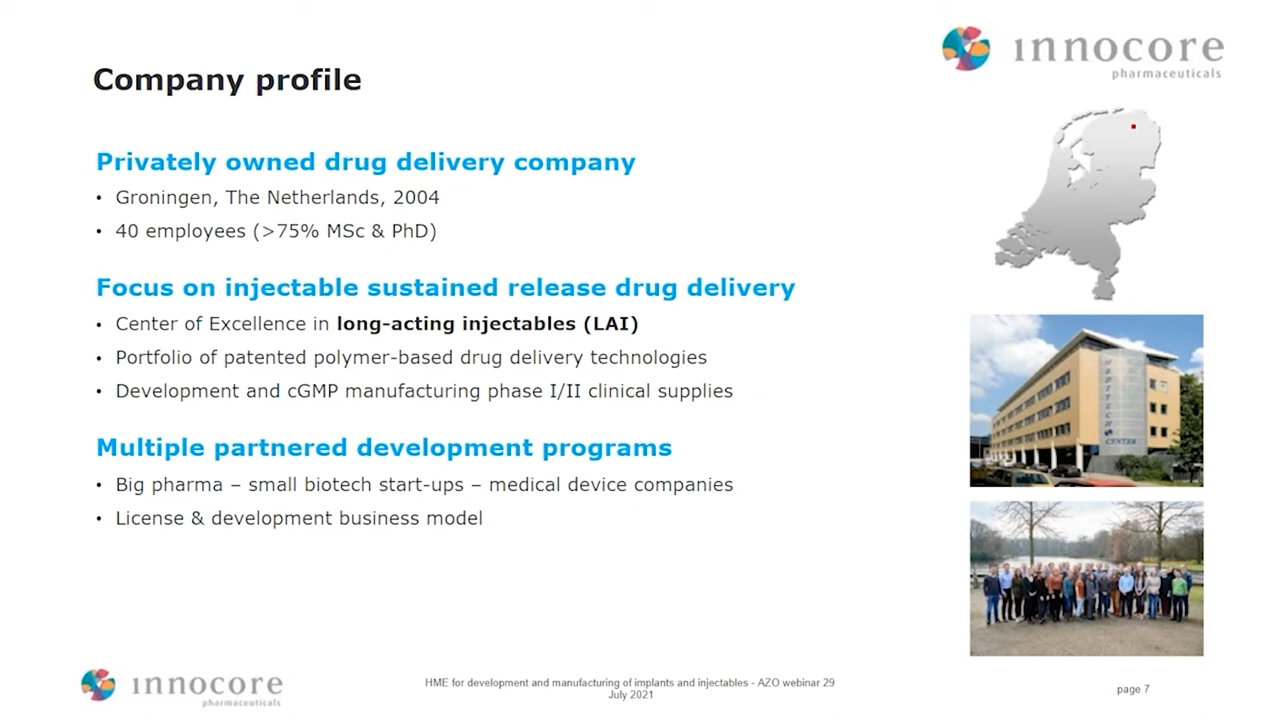 innocore
pharmaceuticals
Company profile
Privately owned drug delivery company
• Groningen, The Netherlands, 2004
• 40 employees (>75% MSc & PhD)
Focus on injectable sustained release drug delivery
• Center of Excellence in long-acting injectables (LAI)
• Portfolio of patented polymer-based drug delivery technologies
• Development and cGMP manufacturing phase I/II clinical supplies
Multiple partnered development programs
• Big pharma – small biotech start-ups – medical device companies
• License & development business model
MEDITECH
CENTER
innocore
pharmaceuticals
HME for development and manufacturing of implants and injectables - AZO webinar 29
July 2021
page 7